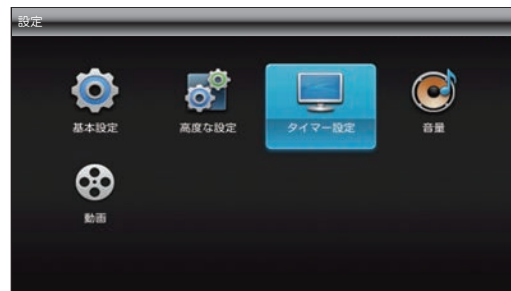 設定
基本設定
高度な設定
タイマー設定
音量
動画